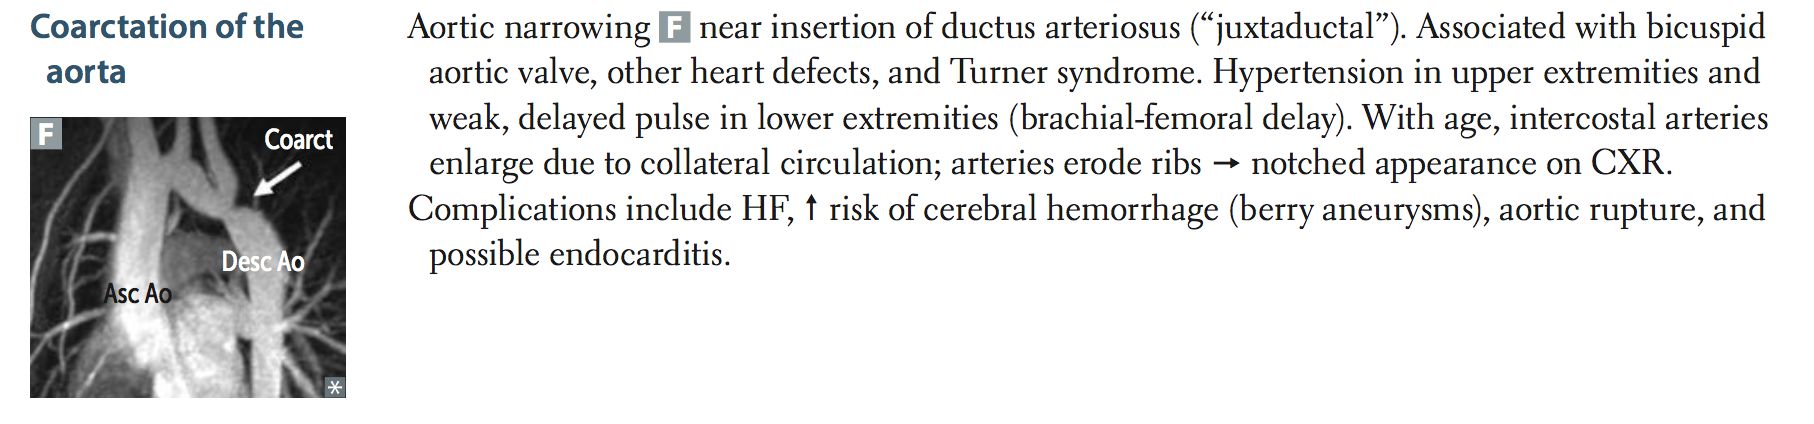 Coarctation of the
aorta
F
Coarct
Desc Ao
Asc Ao
*
Aortic narrowing F near insertion of ductus arteriosus (“juxtaductal”). Associated with bicuspid
aortic valve, other heart defects, and Turner syndrome. Hypertension in upper extremities and
weak, delayed pulse in lower extremities (brachial-femoral delay). With age, intercostal arteries
enlarge due to collateral circulation; arteries erode ribs → notched appearance on CXR.
Complications include HF, ↑ risk of cerebral hemorrhage (berry aneurysms), aortic rupture, and
possible endocarditis.